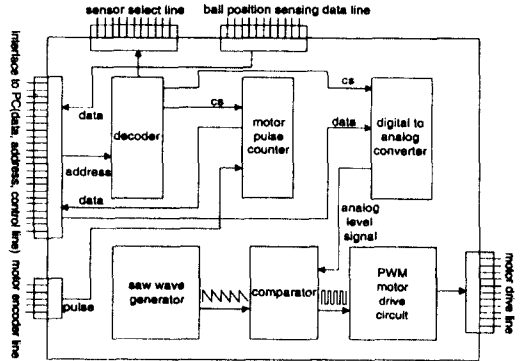 sensor select line
ball position sensing data line
interface to PC(data, address, control line)
motor encoder line
data
decoder
cs
cs
motor
pulse
counter
data
digital to
analog
converter
address
data
analog
level
signal
pulse
saw wave
generator
comparator
PWM
motor
drive
circuit
motor drive line